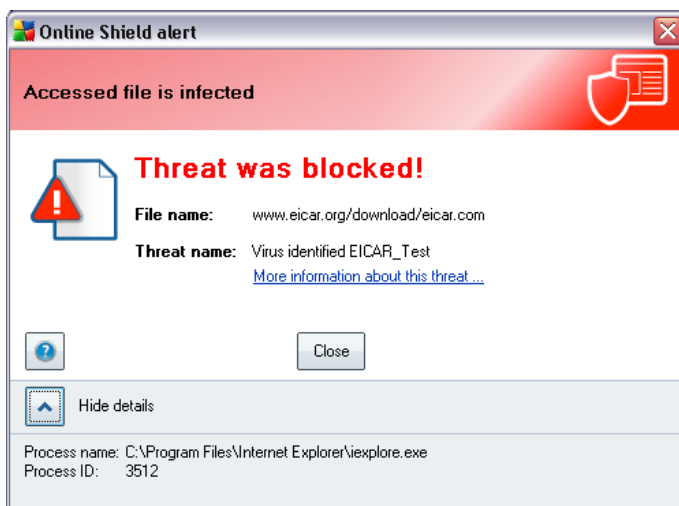 Online Shield alert
Accessed file is infected
Threat was blocked!
File name: www.eicar.org/download/eicar.com
Threat name: Virus identified EICAR_Test
More information about this threat ...
Close
Hide details
Process name: C:\Program Files\Internet Explorer\iexplore.exe
Process ID: 3512